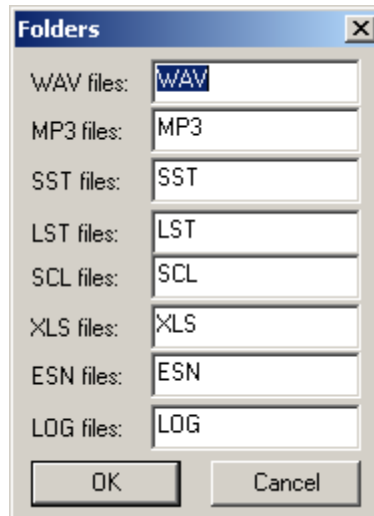 Folders
WAV files: WAV
MP3 files: MP3
SST files: SST
LST files: LST
SCL files: SCL
XLS files: XLS
ESN files: ESN
LOG files: LOG
OK Cancel